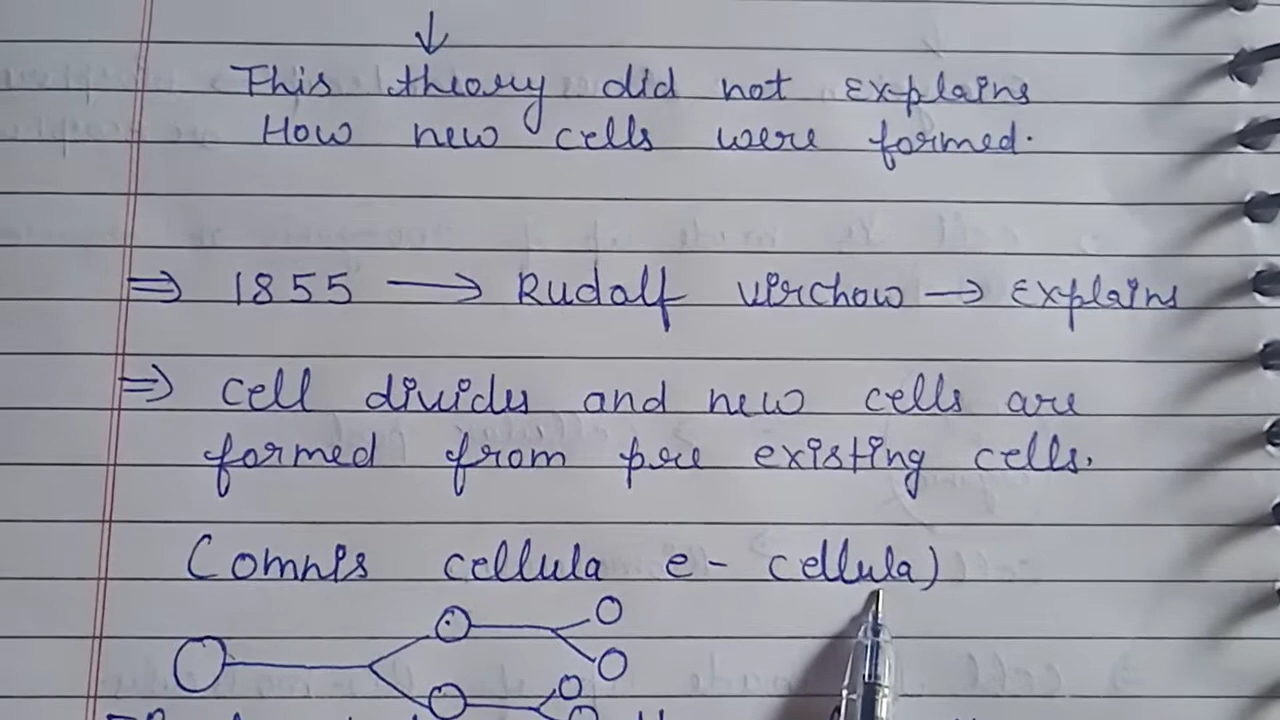 ↓
This theory did not explains
How new cells were formed.
⇒ 1855 → Rudolf virchow → explains
⇒ cell divides and new cells are
formed from pre existing cells.
(omnis cellula e- cellula)